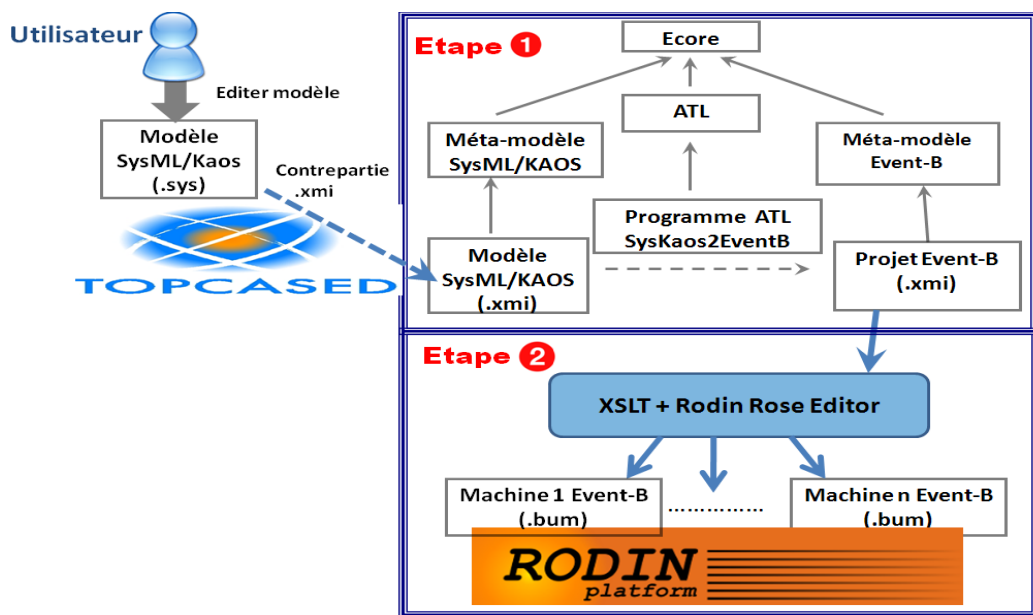 Utilisateur
Editer modèle
Modèle
SysML/Kaos
(.sys)
Contrepartie
.xmi
TOPCASED
Etape 1
Ecore
ATL
Méta-modèle
SysML/KAOS
Méta-modèle
Event-B
Programme ATL
SysKaos2EventB
Modèle
SysML/KAOS
(.xmi)
Projet Event-B
(.xmi)
Etape 2
XSLT + Rodin Rose Editor
Machine 1 Event-B
(.bum)
..............
Machine n Event-B
(.bum)
RODIN
platform